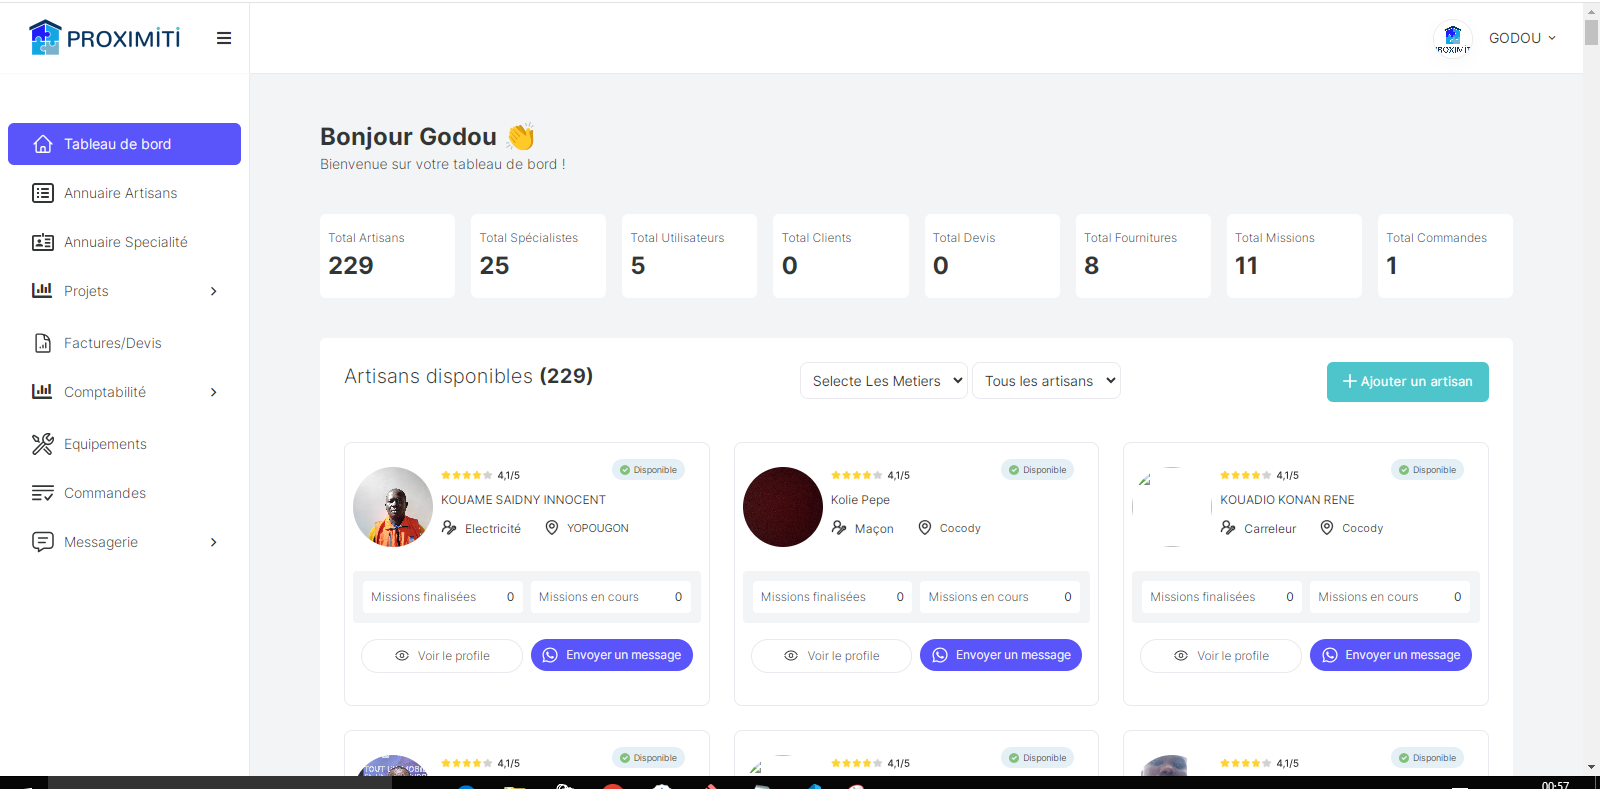 PROXIMITI
GODOU
Bonjour Godou 👏
Bienvenue sur votre tableau de bord !
Tableau de bord
Annuaire Artisans
Annuaire Specialité
Projets
Factures/Devis
Comptabilité
Equipements
Commandes
Messagerie
Total Artisans
229
Total Spécialistes
25
Total Utilisateurs
5
Total Clients
0
Total Devis
0
Total Fournitures
8
Total Missions
11
Total Commandes
1
Artisans disponibles (229)
Selecte Les Metiers
Tous les artisans
Ajouter un artisan
4,1/5
Disponible
KOUAME SAIDNY INNOCENT
Electricité
YOPOUGON
Missions finalisées 0
Missions en cours 0
Voir le profile
Envoyer un message
4,1/5
Disponible
Kolie Pepe
Maçon
Cocody
Missions finalisées 0
Missions en cours 0
Voir le profile
Envoyer un message
4,1/5
Disponible
KOUADIO KONAN RENE
Carreleur
Cocody
Missions finalisées 0
Missions en cours 0
Voir le profile
Envoyer un message
4,1/5
Disponible
4,1/5
Disponible
4,1/5
Disponible
00:57